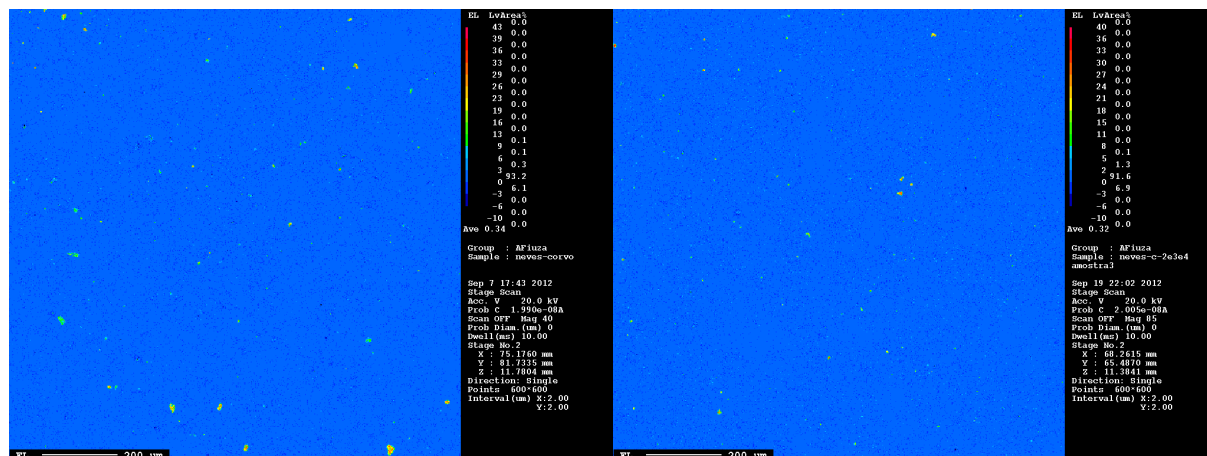 EL LvArea%
0.0
43
0.0
39
0.0
36
0.0
33
0.0
29
0.0
26
0.0
23
0.0
19
0.0
16
0.0
13
0.1
9
0.1
6
0.3
3
93.2
0
6.1
-3
0.0
-6
0.0
-10
0.0
Ave 0.34
Group : AFiuza
Sample : neves-corvo
Sep 7 17:43 2012
Stage Scan
Acc. V 20.0 kV
Prob C 1.990e-08A
Scan OFF Mag 40
Prob Diam.(um) 0
Dwell(ms) 10.00
Stage No.2
X : 75.1760 mm
Y : 81.7335 mm
Z : 11.7804 mm
Direction: Single
Points 600*600
Interval(um) X:2.00
Y:2.00
EL 200 um
EL LvArea%
0.0
40
0.0
36
0.0
33
0.0
27
0.0
24
0.0
21
0.0
18
0.0
15
0.0
11
0.1
8
0.1
5
1.3
2
91.6
0
6.9
-3
0.0
-6
0.0
-10
0.0
Ave 0.32
Group : AFiuza
Sample : neves-c-2e3e4
amostra3
Sep 19 22:02 2012
Stage Scan
Acc. V 20.0 kV
Prob C 2.005e-08A
Scan OFF Mag 85
Prob Diam.(um) 0
Dwell(ms) 10.00
Stage No.2
X : 68.2615 mm
Y : 65.4870 mm
Z : 11.3841 mm
Direction: Single
Points 600*600
Interval(um) X:2.00
Y:2.00
EL 200 um